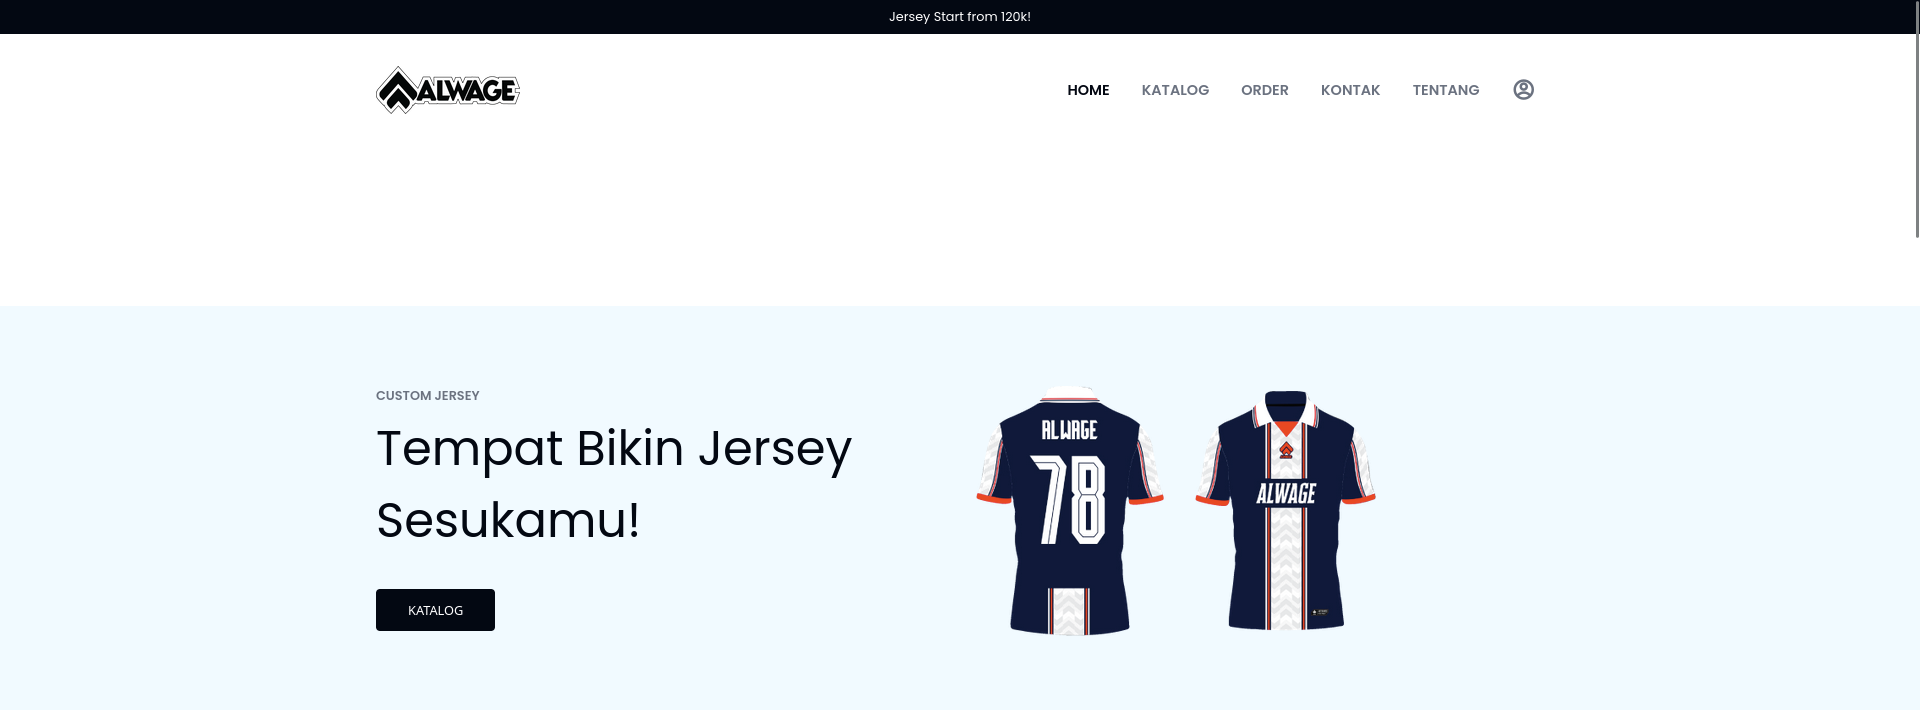 Jersey Start from 120k!
ALWAGE
HOME
KATALOG
ORDER
KONTAK
TENTANG
CUSTOM JERSEY
Tempat Bikin Jersey
Sesukamu!
KATALOG
ALWAGE
78
ALWAGE